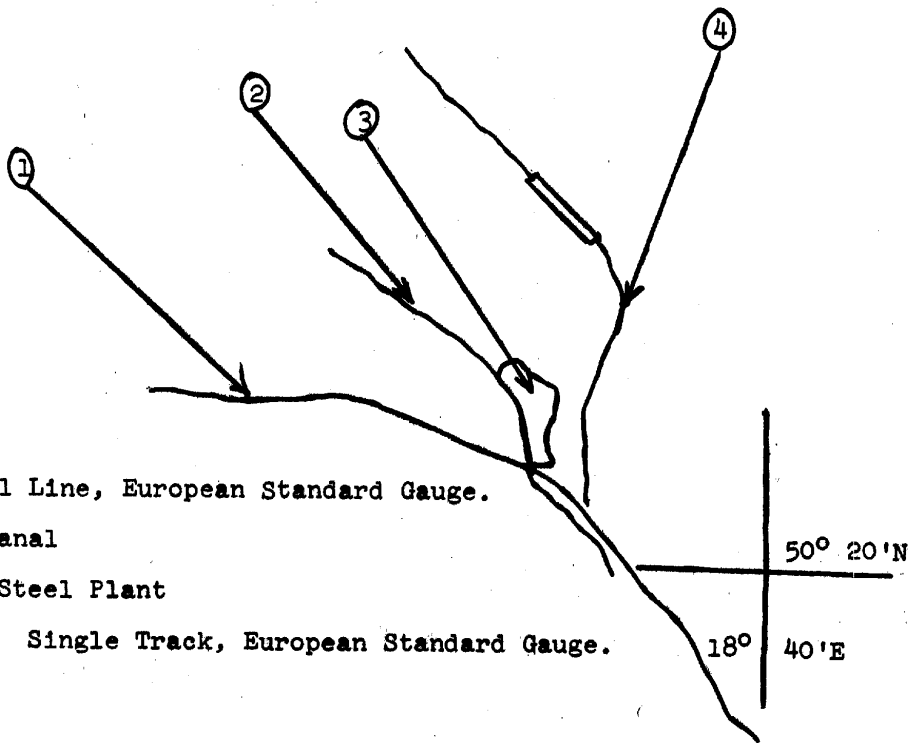 4
2
3
1
l Line, European Standard Gauge.
anal
Steel Plant
50° 20'N
Single Track, European Standard Gauge.
18° 40'E